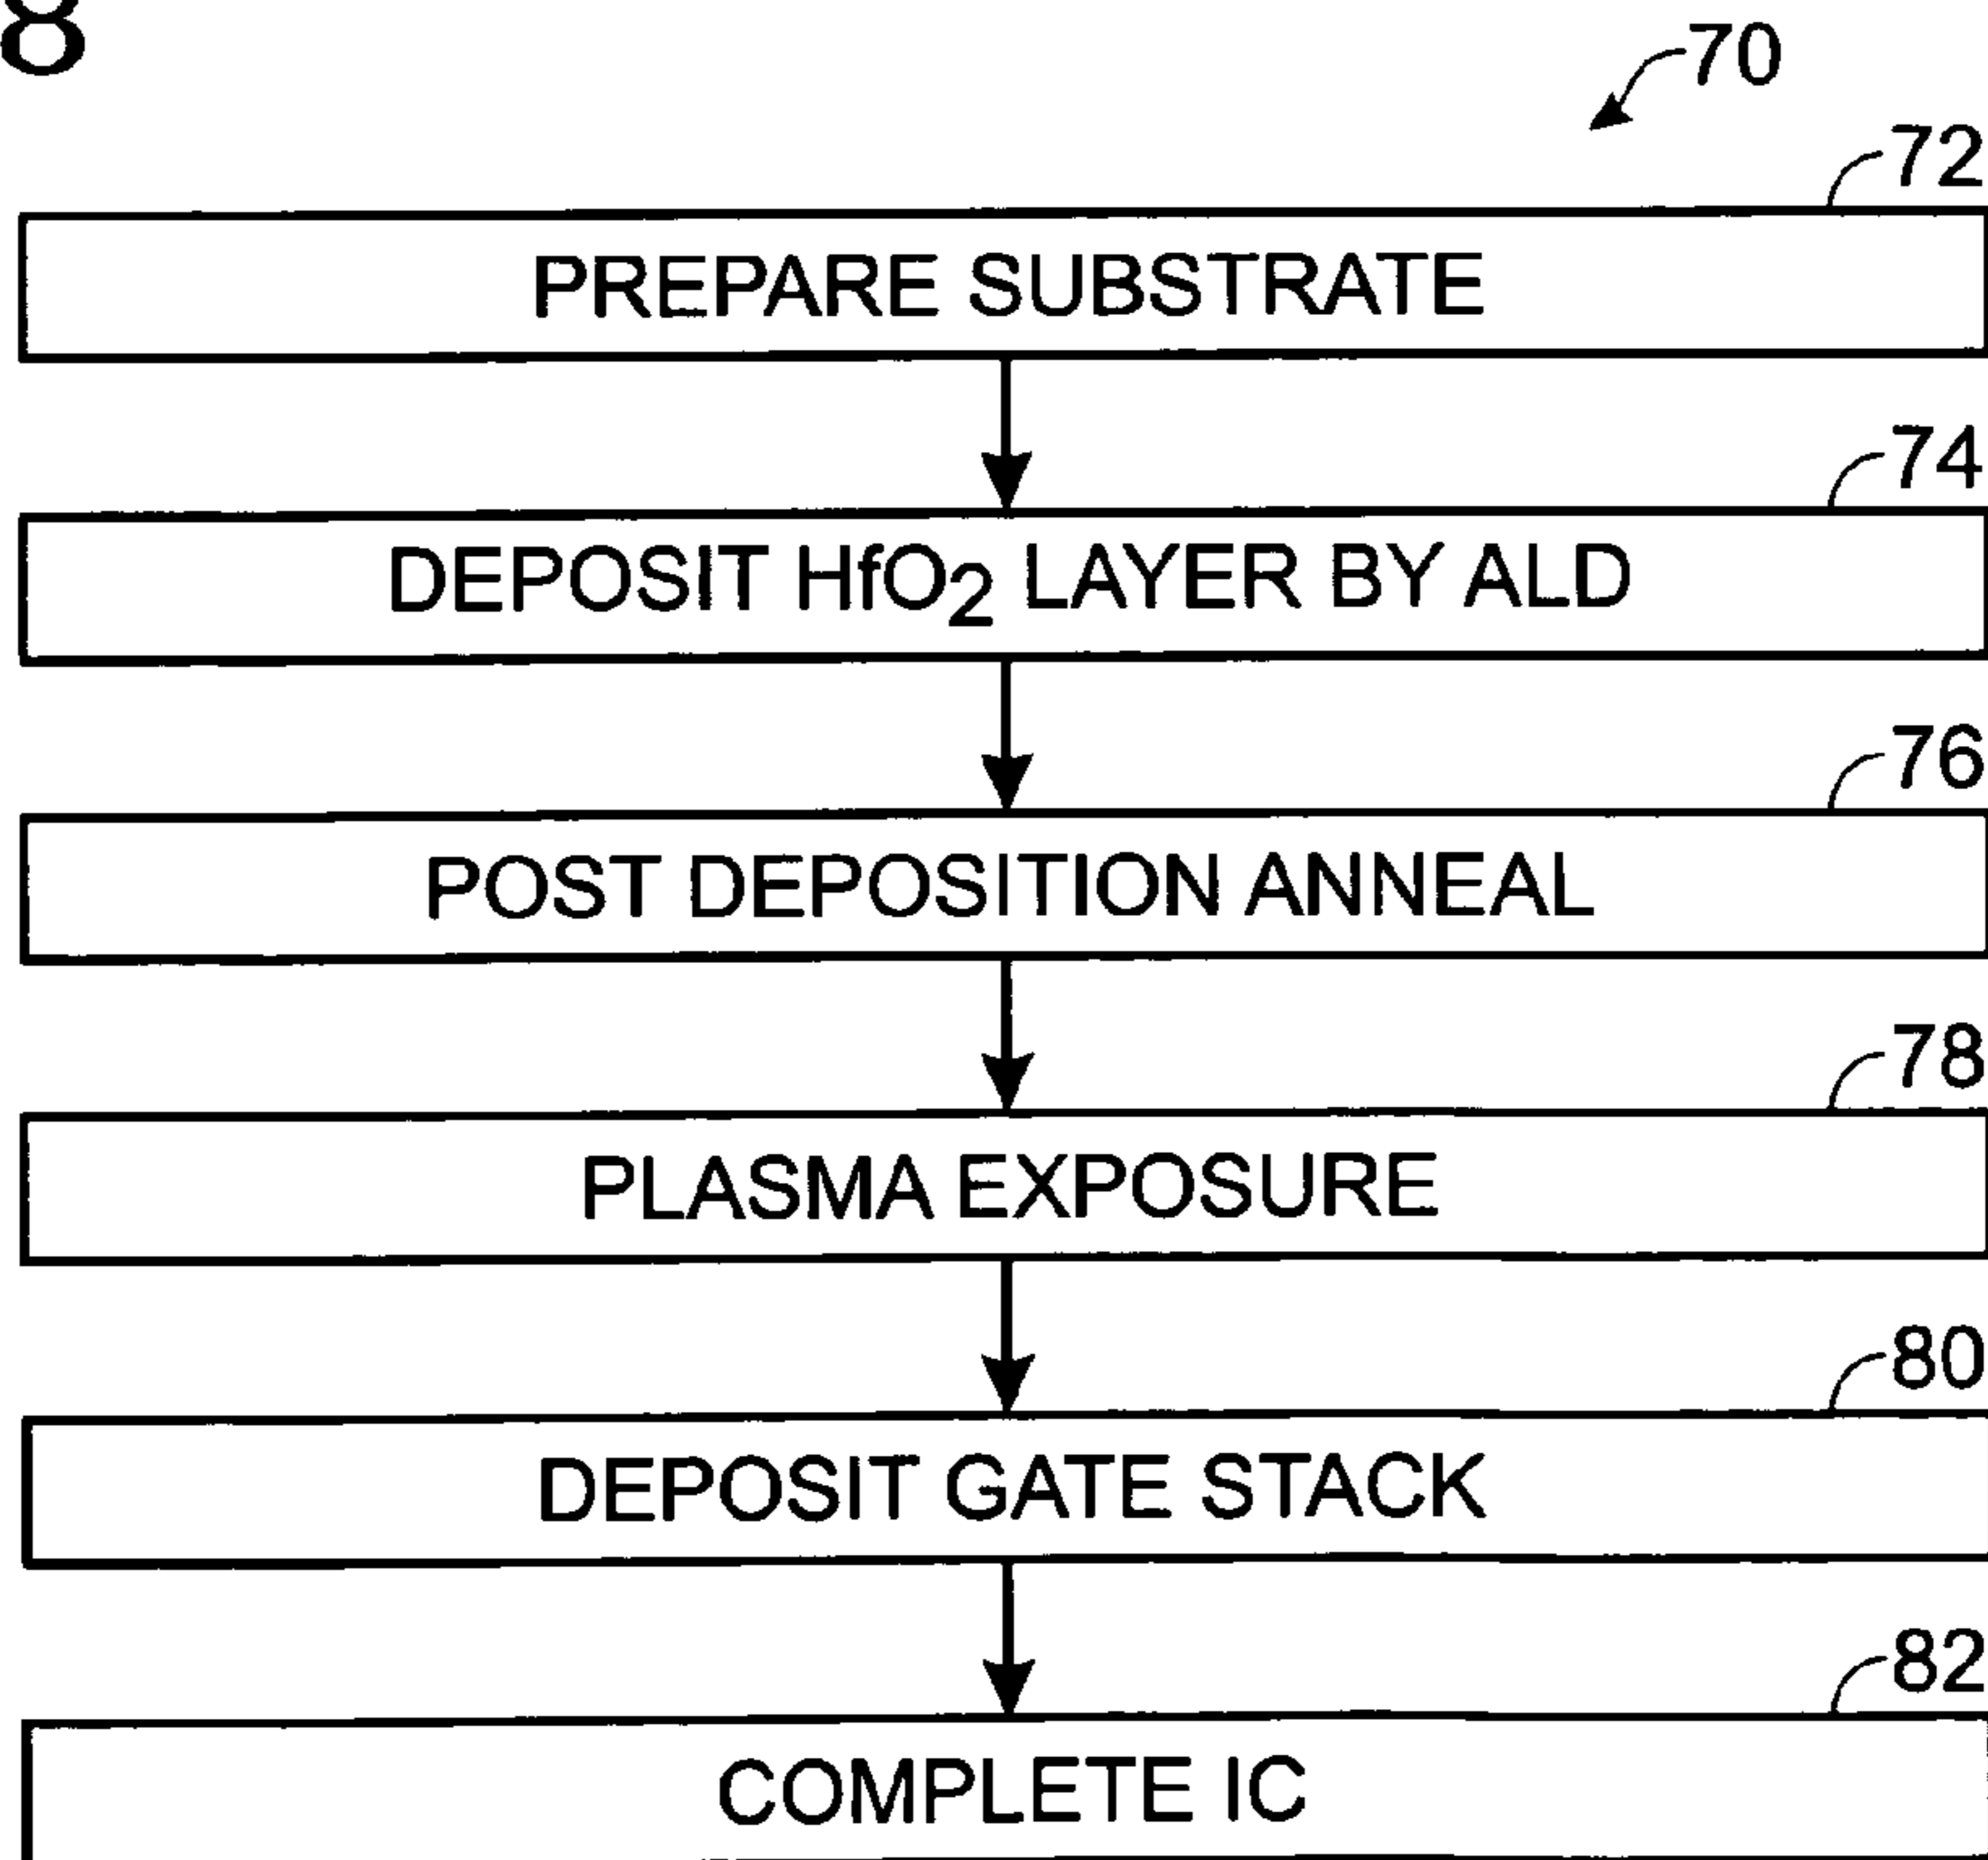 8
70
72
PREPARE SUBSTRATE
74
DEPOSIT HfO₂ LAYER BY ALD
76
POST DEPOSITION ANNEAL
78
PLASMA EXPOSURE
80
DEPOSIT GATE STACK
82
COMPLETE IC